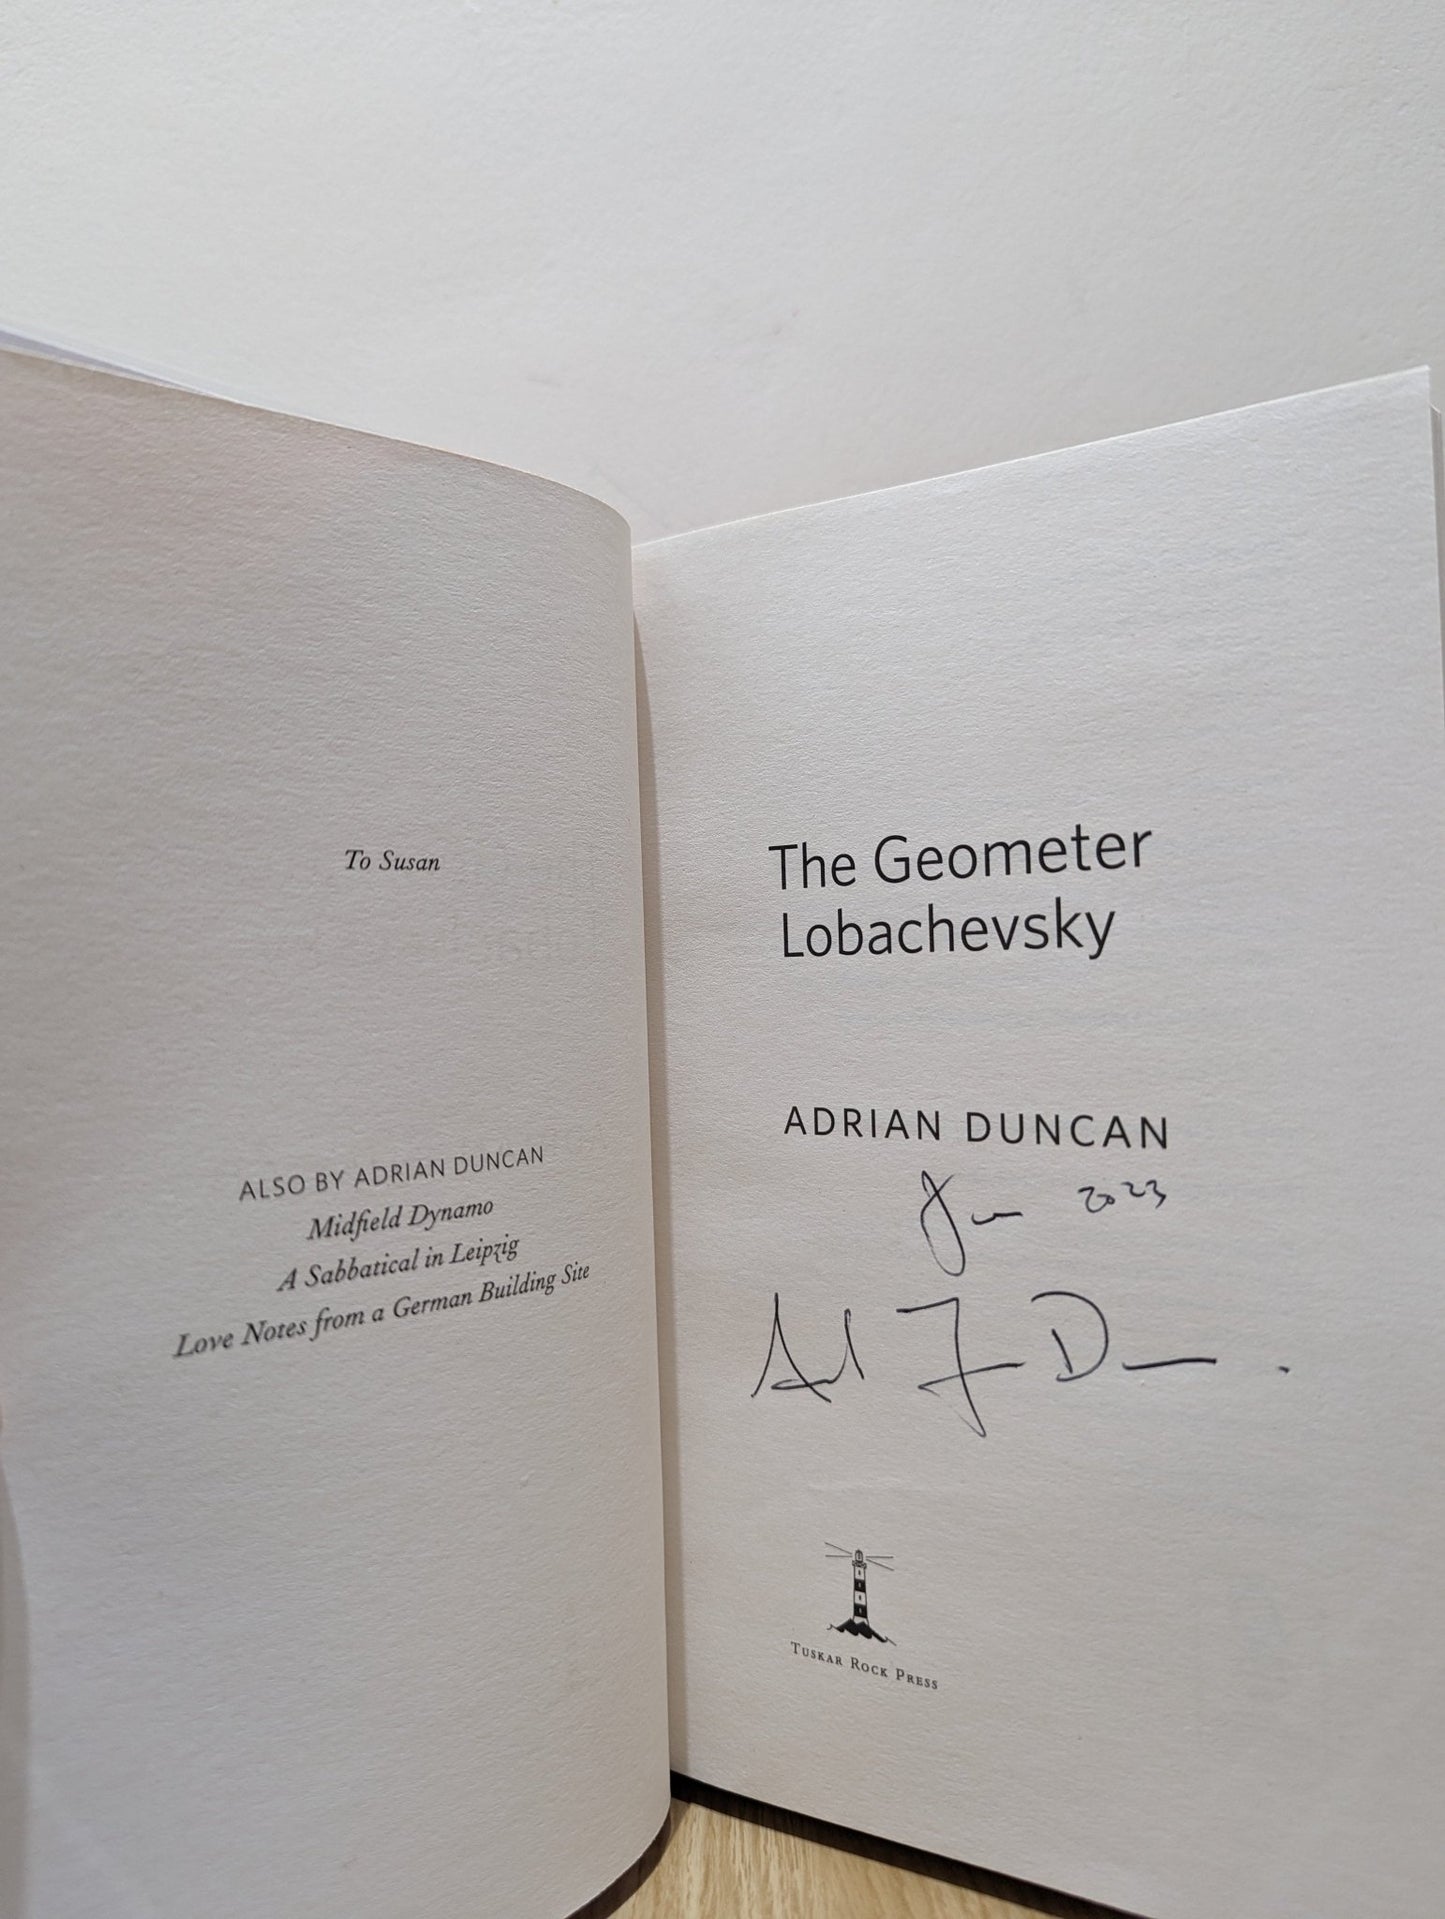 To Susan
ALSO BY ADRIAN DUNCAN
Midfield Dynamo
A Sabbatical in Leipzig
Love Notes from a German Building Site
The Geometer
Lobachevsky
ADRIAN DUNCAN
2023
TUSKAR ROCK PRESS